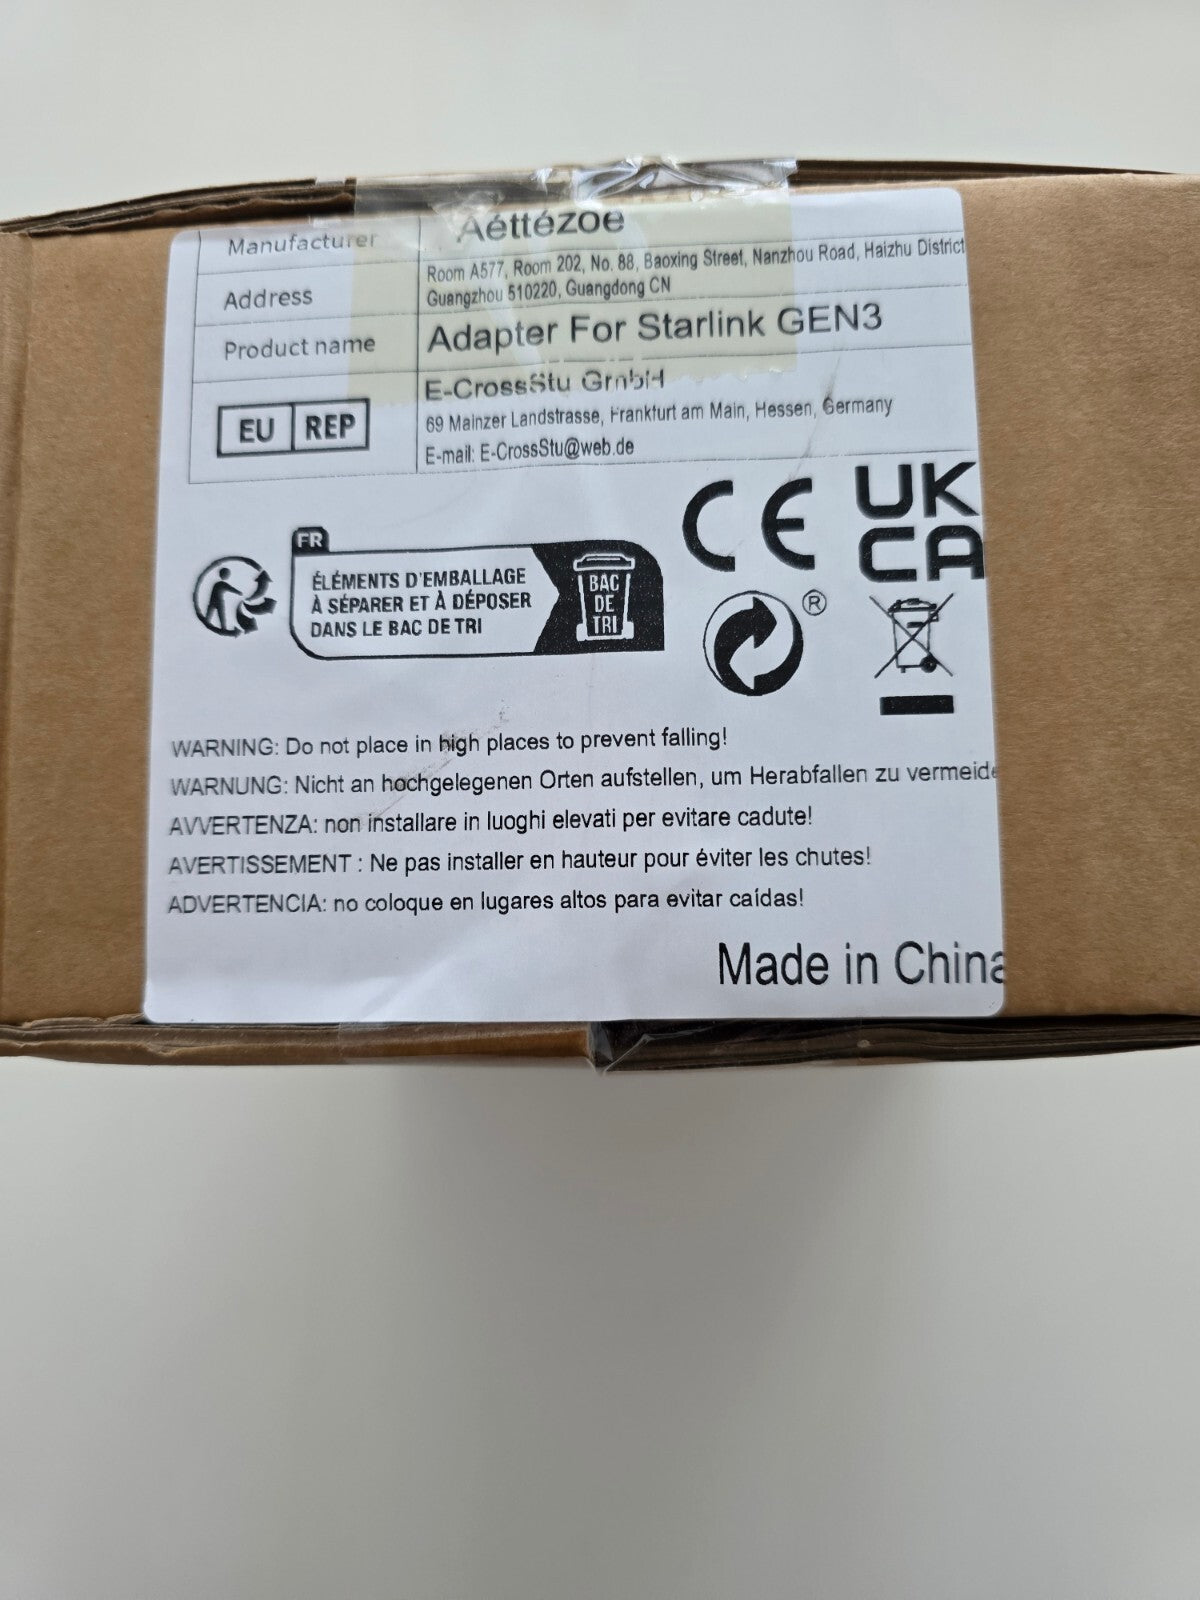 Manufacturer Aéttézoe
Address Room A577, Room 202, No. 88, Baoxing Street, Nanzhou Road, Haizhu District
Guangzhou 510220, Guangdong CN
Product name Adapter For Starlink GEN3
EU REP E-CrossStu GmbH
69 Mainzer Landstrasse, Frankfurt am Main, Hessen, Germany
E-mail: E-CrossStu@web.de
CE
UK
CA
FR
ÉLÉMENTS D'EMBALLAGE
À SÉPARER ET À DÉPOSER
DANS LE BAC DE TRI
BAC
DE
TRI
®
WARNING: Do not place in high places to prevent falling!
WARNUNG: Nicht an hochgelegenen Orten aufstellen, um Herabfallen zu vermeide
AVVERTENZA: non installare in luoghi elevati per evitare cadute!
AVERTISSEMENT : Ne pas installer en hauteur pour éviter les chutes!
ADVERTENCIA: no coloque en lugares altos para evitar caídas!
Made in China